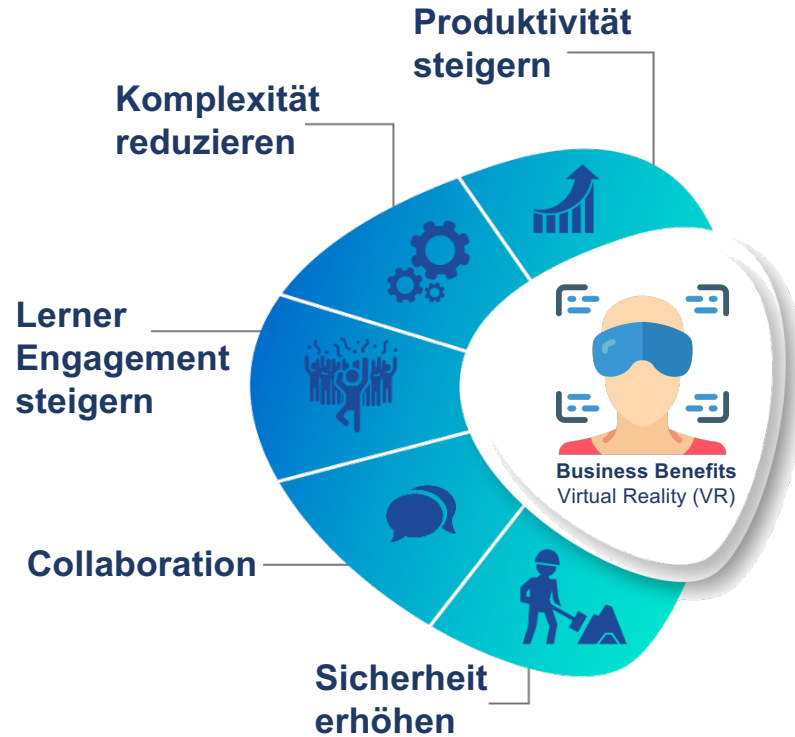 Produktivität
steigern
Komplexität
reduzieren
Lerner
Engagement
steigern
Collaboration
Sicherheit
erhöhen
Business Benefits
Virtual Reality (VR)